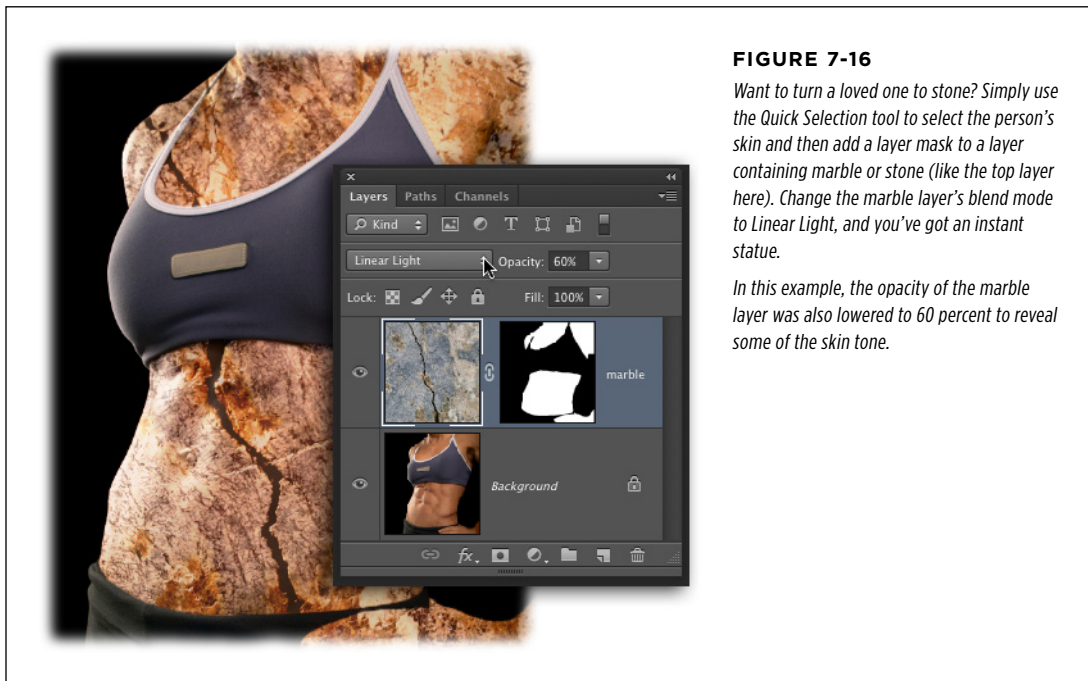 FIGURE 7-16
Want to turn a loved one to stone? Simply use
the Quick Selection tool to select the person’s
skin and then add a layer mask to a layer
containing marble or stone (like the top layer
here). Change the marble layer’s blend mode
to Linear Light, and you’ve got an instant
statue.
In this example, the opacity of the marble
layer was also lowered to 60 percent to reveal
some of the skin tone.
Layers Paths Channels
Kind T
Linear Light Opacity: 60%
Lock: Fill: 100%
marble
Background
fx